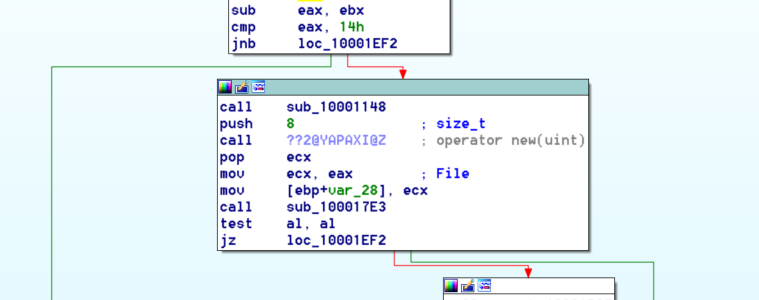 sub eax, ebx
cmp eax, 14h
jnb loc_10001EF2
call sub_10001148
push 8 ; size_t
call ??2@YAPAXI@Z ; operator new(uint)
pop ecx
mov ecx, eax ; File
mov [ebp+var_28], ecx
call sub_100017E3
test al, al
jz loc_10001EF2